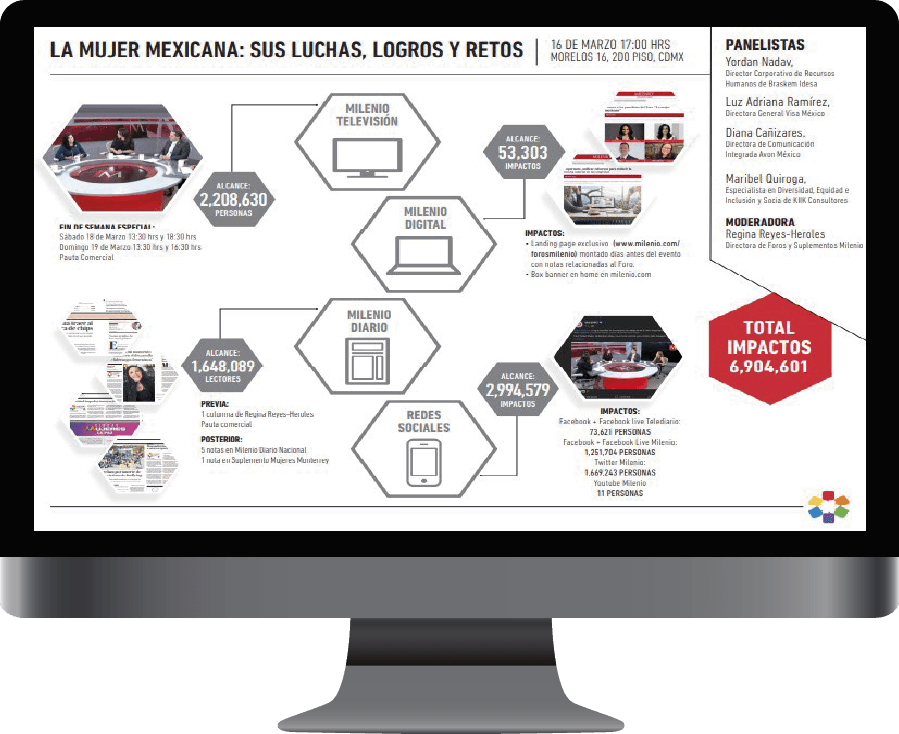 LA MUJER MEXICANA: SUS LUCHAS, LOGROS Y RETOS
16 DE MARZO 17:00 HRS
MORELOS 16, 2DO PISO, CDMX
PANELISTAS
Yordan Nadav,
Director Corporativo de Recursos
Humanos de Braskem Idesa
Luz Adriana Ramírez,
Directora General Visa México
Diana Cañizares,
Directora de Comunicación
Integrada Avon México
Maribel Quiroga,
Especialista en Diversidad, Equidad e
Inclusión y Socia de KIIK Consultores
MODERADORA
Regina Reyes-Heroles
Directora de Foros y Suplementos Milenio
MILENIO
TELEVISIÓN
ALCANCE:
2,208,630
PERSONAS
FIN DE SEMANA ESPECIAL:
Sábado 18 de Marzo 13:30 hrs y 18:30 hrs
Domingo 19 de Marzo 13:30 hrs y 16:30 hrs
Pauta Comercial
MILENIO
DIGITAL
ALCANCE:
53,303
IMPACTOS
IMPACTOS:
• Landing page exclusivo (www.milenio.com/
forosmilenio) montado días antes del evento
con notas relacionadas al Foro.
• Box banner en home en milenio.com
MILENIO
DIARIO
ALCANCE:
1,648,089
LECTORES
PREVIA:
1 columna de Regina Reyes-Heroles
Pauta comercial
POSTERIOR:
5 notas en Milenio Diario Nacional
1 nota en Suplemento Mujeres Monterrey
REDES
SOCIALES
ALCANCE:
2,994,579
IMPACTOS
IMPACTOS:
Facebook + Facebook Live Telediario:
73,621 PERSONAS
Facebook + Facebook Live Milenio:
1,251,704 PERSONAS
Twitter Milenio:
1,669,243 PERSONAS
Youtube Milenio
11 PERSONAS
TOTAL
IMPACTOS
6,904,601